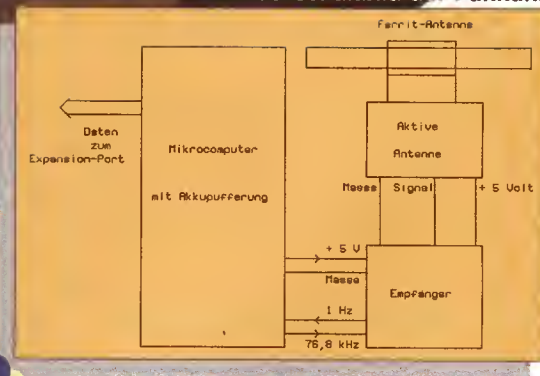 Ferrit-Antenne
Aktive
Antenne
Daten
zum
Expansion-Port
Mikrocomputer
mit Akkupufferung
Masse Signal + 5 Volt
+ 5 V
Masse
Empfänger
1 Hz
76,8 kHz